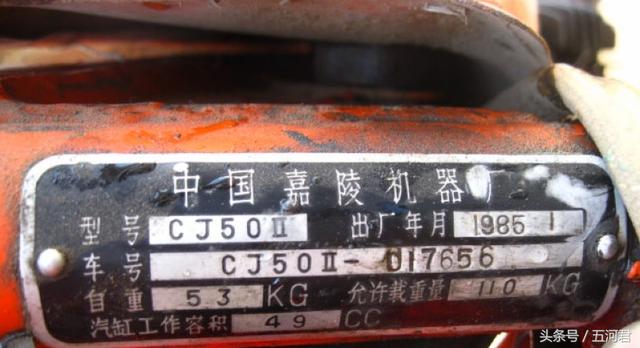 中国嘉陵机器厂
型号 CJ50Ⅱ 出厂年月 1985 1
车号 CJ50Ⅱ-017656
自重 53 KG 允许载重量 110 KG
汽缸工作容积 49 CC
头条号 / 五河君